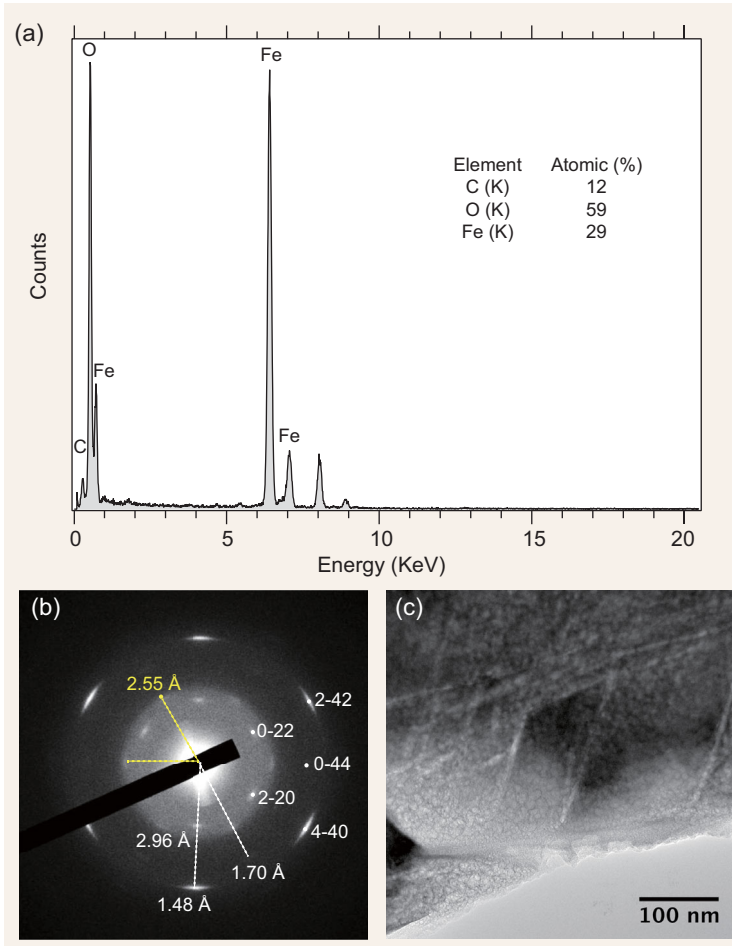 (a)
O
Fe
Fe
C
Fe
Element Atomic (%)
C (K) 12
O (K) 59
Fe (K) 29
Counts
0 5 10 15 20
Energy (KeV)
(b)
2.55 Å
2-42
0-22
0-44
2-20
4-40
2.96 Å
1.70 Å
1.48 Å
(c)
100 nm